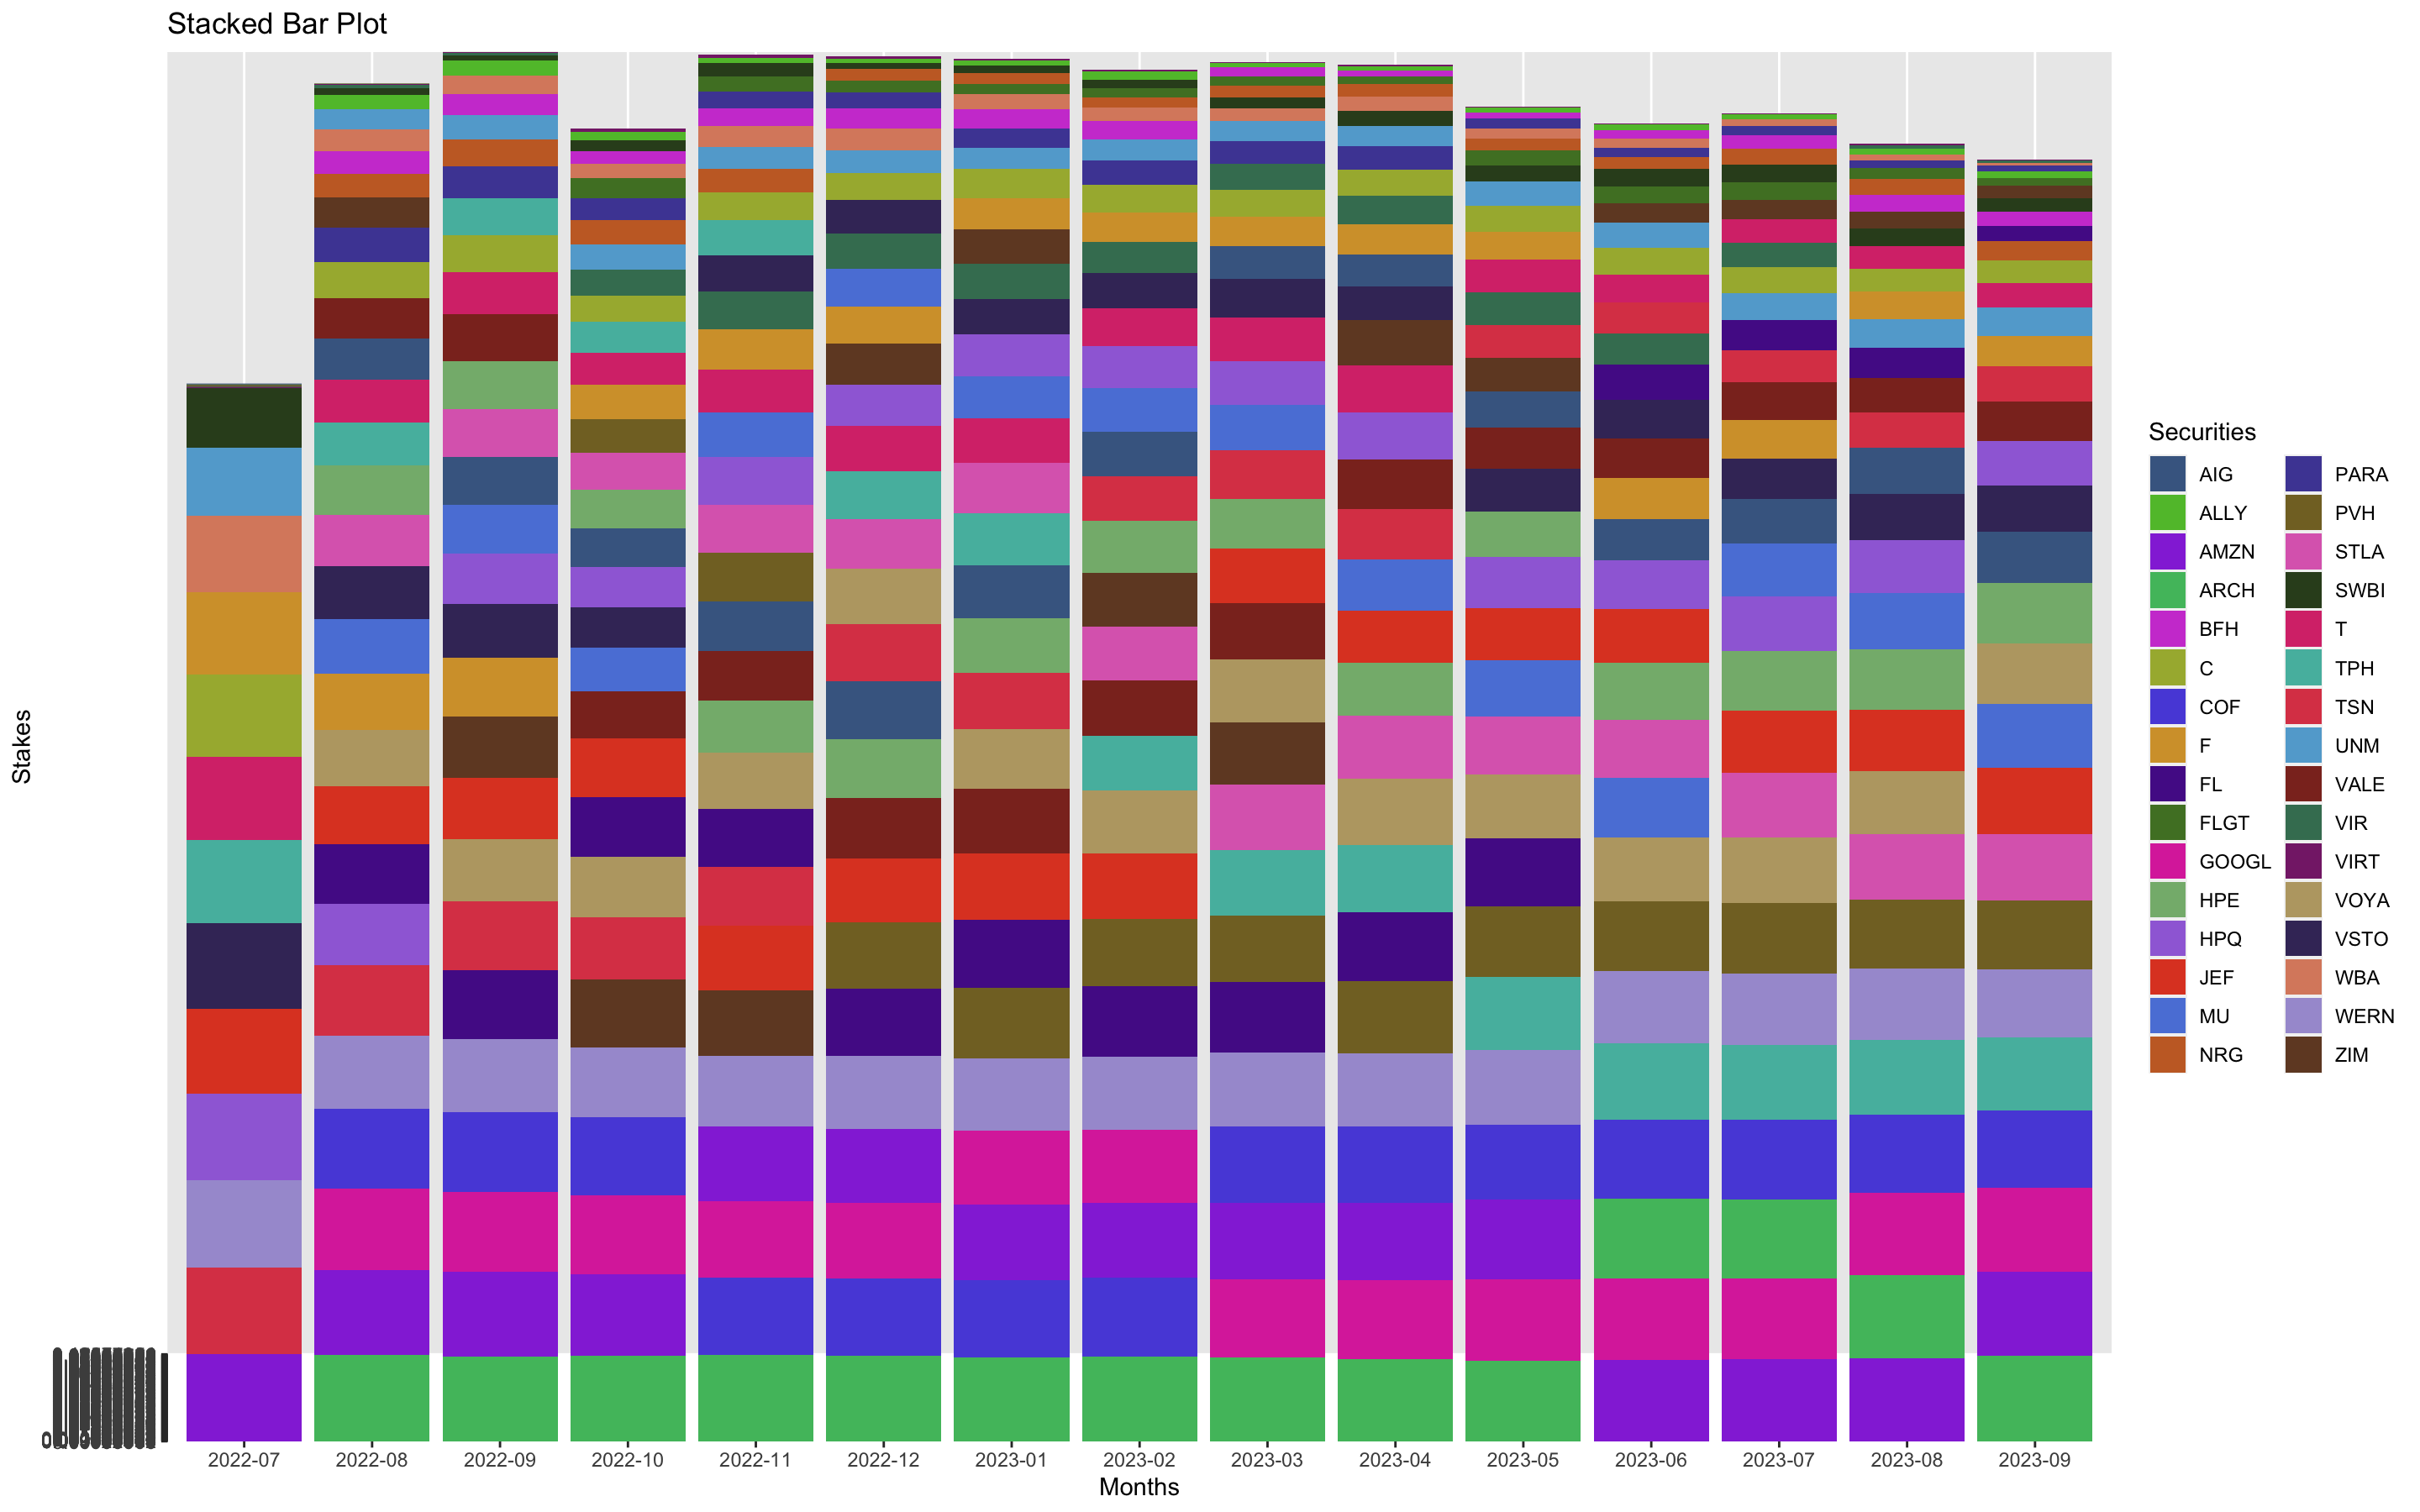 Stacked Bar Plot
Stakes
2022-07 2022-08 2022-09 2022-10 2022-11 2022-12 2023-01 2023-02 2023-03 2023-04 2023-05 2023-06 2023-07 2023-08 2023-09
Months
Securities
AIG PARA
ALLY PVH
AMZN STLA
ARCH SWBI
BFH T
C TPH
COF TSN
F UNM
FL VALE
FLGT VIR
GOOGL VIRT
HPE VOYA
HPQ VSTO
JEF WBA
MU WERN
NRG ZIM